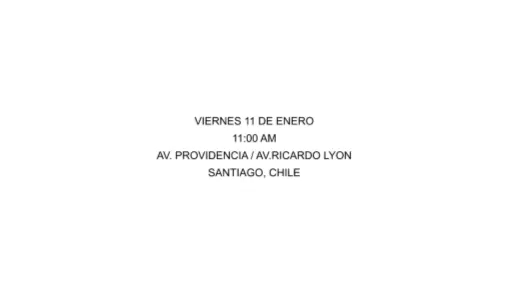 VIERNES 11 DE ENERO
11:00 AM
AV. PROVIDENCIA / AV.RICARDO LYON
SANTIAGO, CHILE